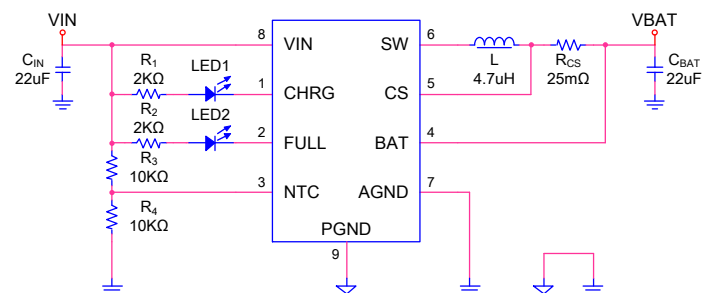 VIN
VBAT
C_IN
22uF
R1
2KΩ
LED1
R2
2KΩ
LED2
R3
10KΩ
R4
10KΩ
8
VIN
1
CHRG
2
FULL
3
NTC
SW
6
CS
5
BAT
4
AGND
7
PGND
9
L
4.7uH
RCS
25mΩ
CBAT
22uF